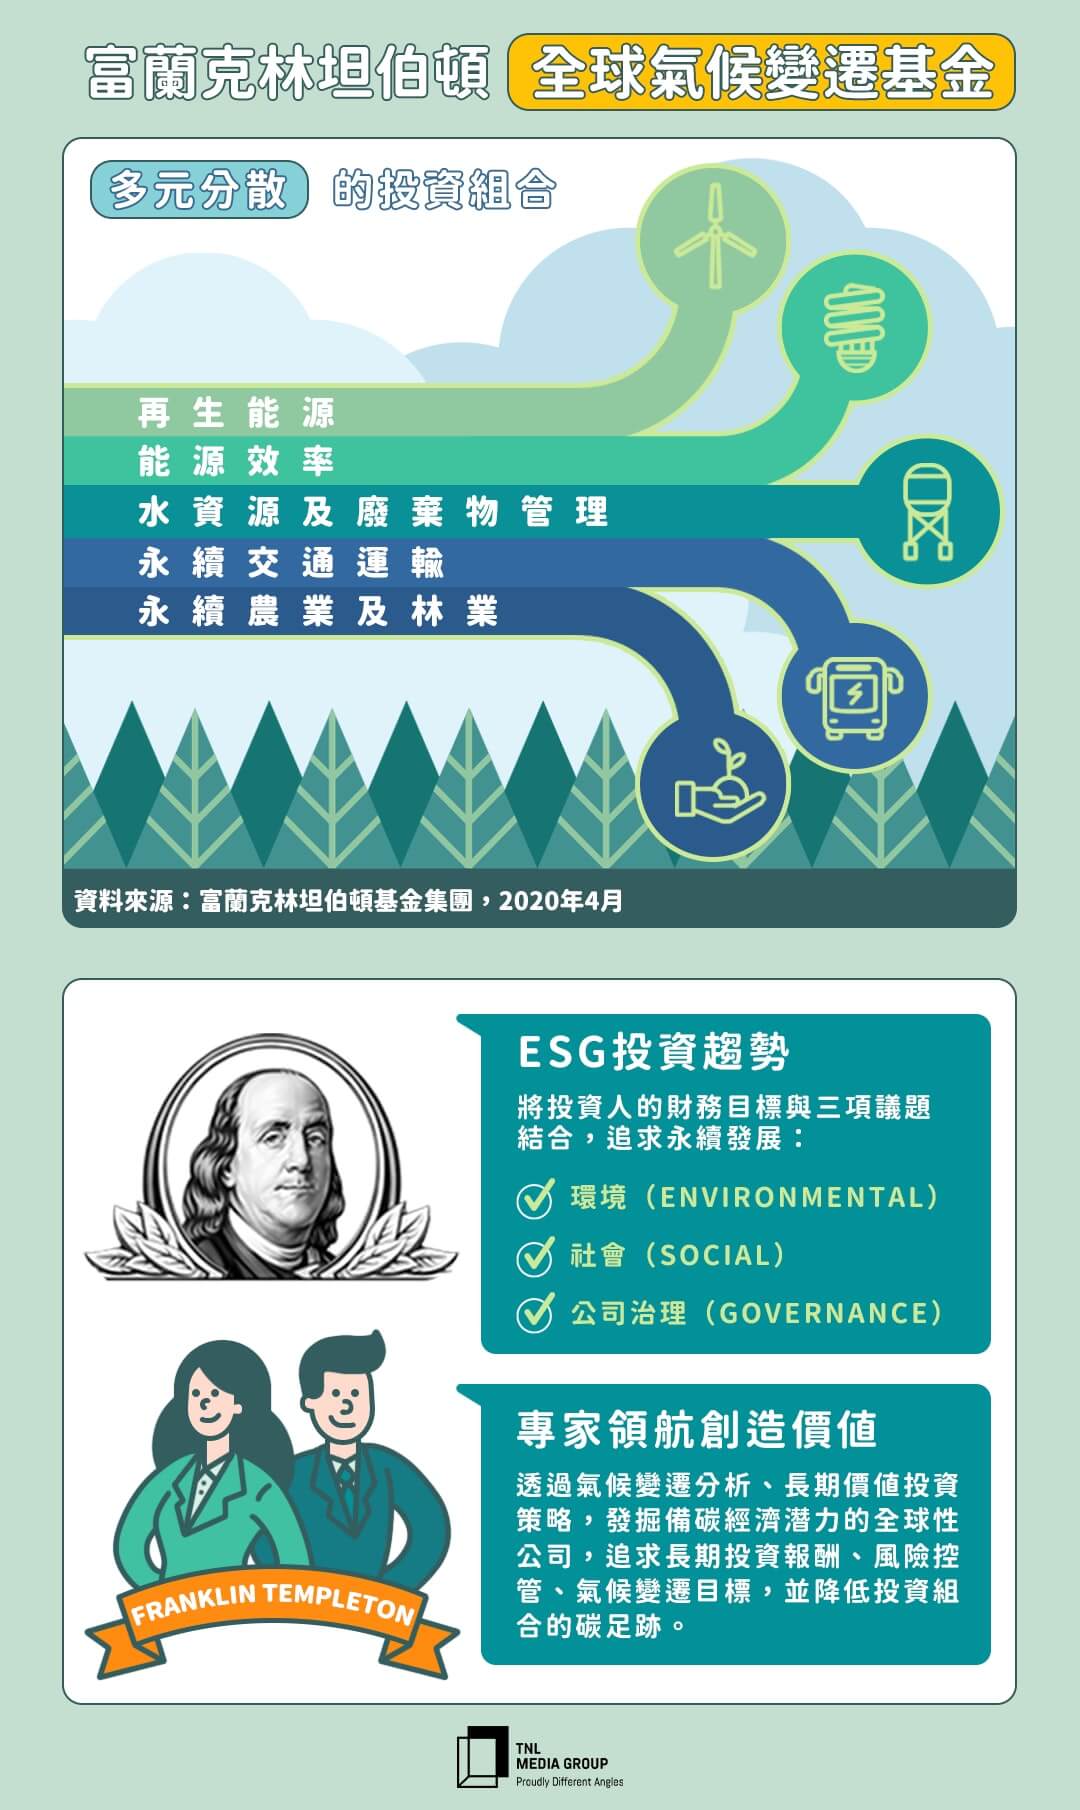 富蘭克林坦伯頓 全球氣候變遷基金
多元分散 的投資組合
再生能源
能源效率
水資源及廢棄物管理
永續交通運輸
永續農業及林業
資料來源：富蘭克林坦伯頓基金集團，2020年4月
ESG投資趨勢
將投資人的財務目標與三項議題
結合，追求永續發展：
環境（ENVIRONMENTAL）
社會（SOCIAL）
公司治理（GOVERNANCE）
專家領航創造價值
透過氣候變遷分析、長期價值投資
策略，發掘備碳經濟潛力的全球性
公司，追求長期投資報酬、風險控
管、氣候變遷目標，並降低投資組
合的碳足跡。
FRANKLIN TEMPLETON
TNL
MEDIA GROUP
Proudly Different Angles